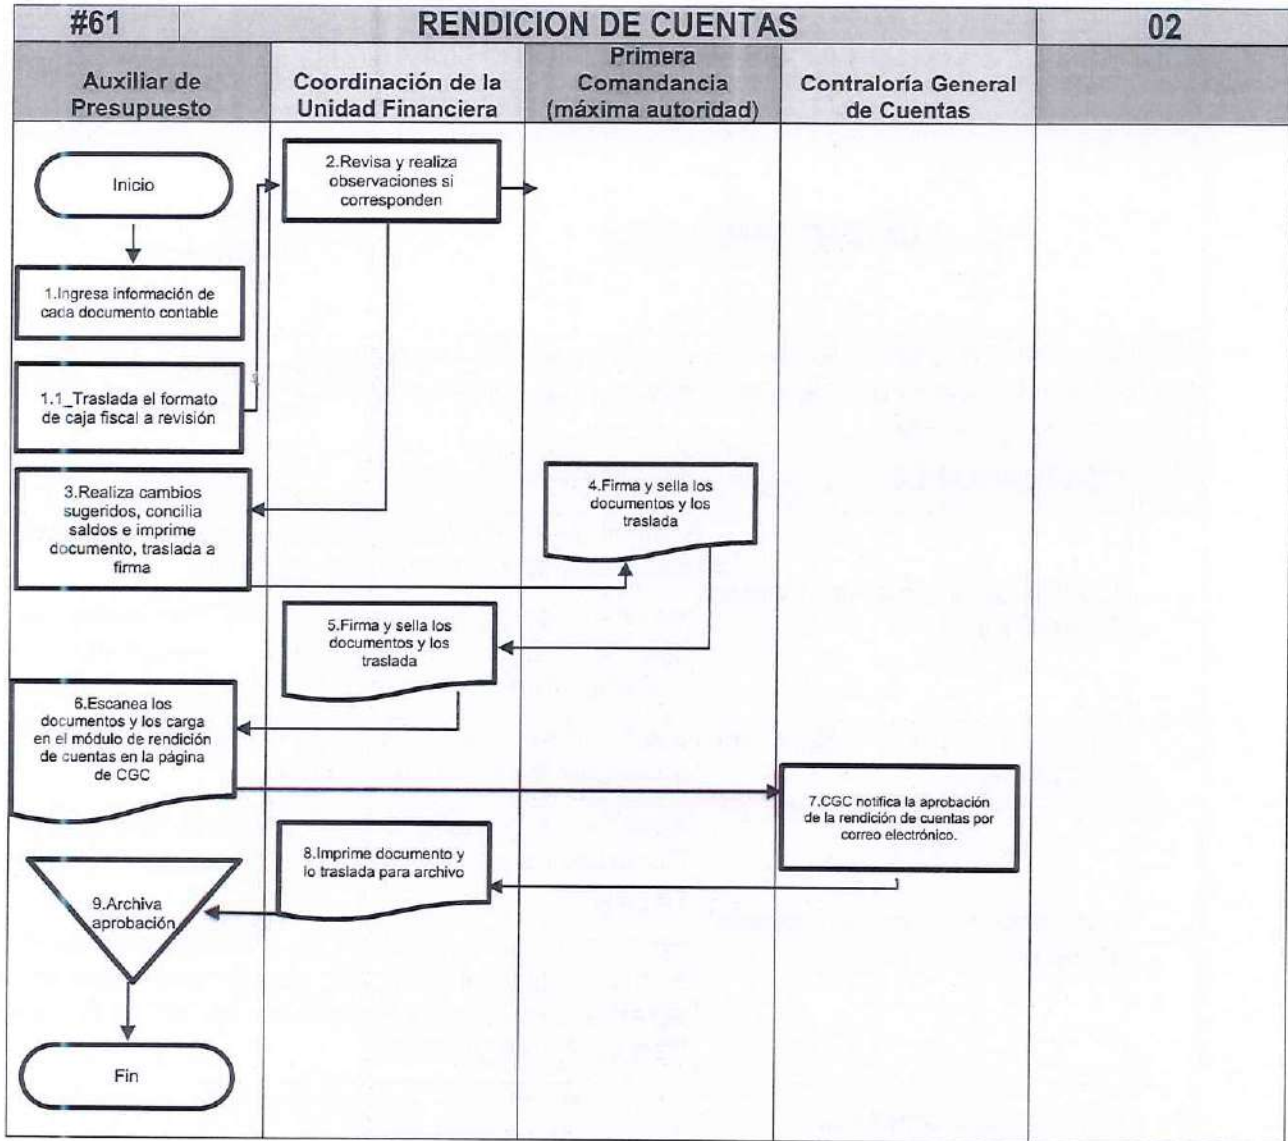 #61
RENDICION DE CUENTAS
02
Auxiliar de
Presupuesto
Coordinación de la
Unidad Financiera
Primera
Comandancia
(máxima autoridad)
Contraloría General
de Cuentas
Inicio
2.Revisa y realiza
observaciones si
corresponden
1.Ingresa información de
cada documento contable
1.1_Traslada el formato
de caja fiscal a revisión
3.Realiza cambios
sugeridos, concilia
saldos e imprime
documento, traslada a
firma
4.Firma y sella los
documentos y los
traslada
5.Firma y sella los
documentos y los
traslada
6.Escanea los
documentos y los carga
en el módulo de rendición
de cuentas en la página
de CGC
7.CGC notifica la aprobación
de la rendición de cuentas por
correo electrónico.
8.Imprime documento y
lo traslada para archivo
9.Archiva
aprobación
Fin